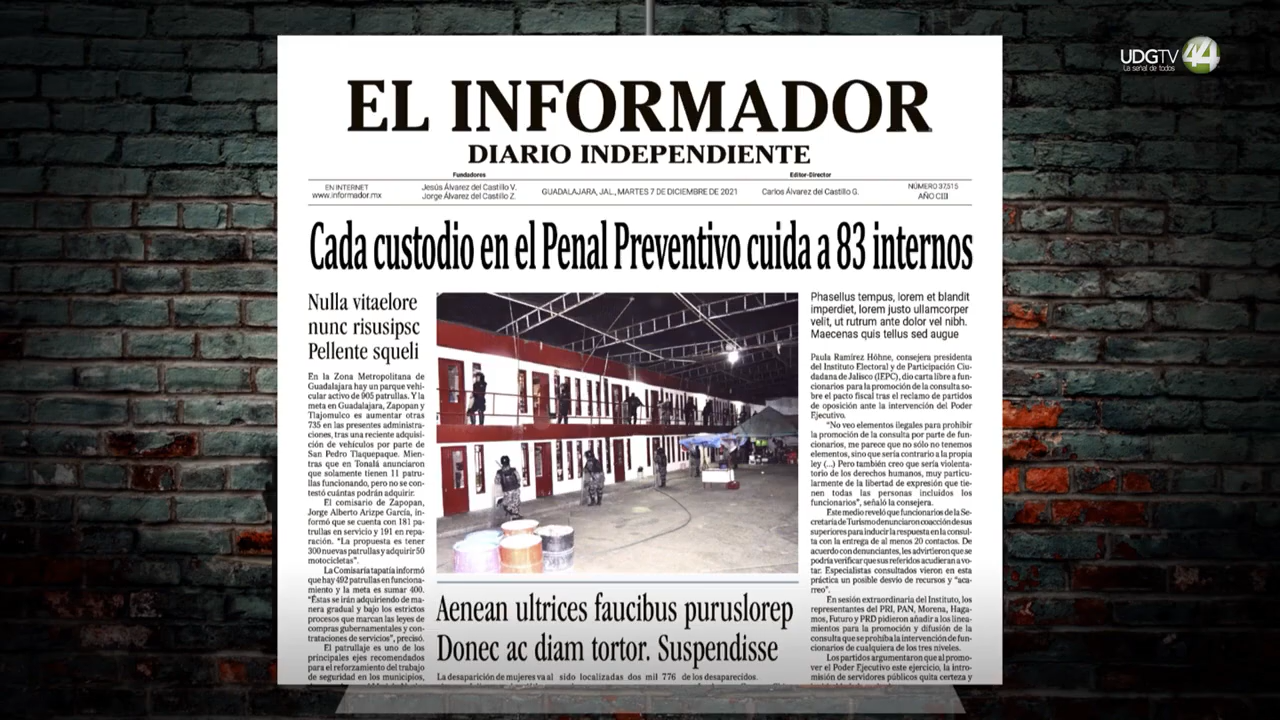 UDGTV 44
La señal de todos
EL INFORMADOR
DIARIO INDEPENDIENTE
EN INTERNET
www.informador.mx
Fundadores
Jesús Álvarez del Castillo V.
Jorge Álvarez del Castillo Z.
GUADALAJARA, JAL., MARTES 7 DE DICIEMBRE DE 2021
Editor-Director
Carlos Álvarez del Castillo G.
NÚMERO 37,515
AÑO CIII
Cada custodio en el Penal Preventivo cuida a 83 internos
Nulla vitaelore
nunc risusipsc
Pellente squeli
En la Zona Metropolitana de
Guadalajara hay un parque vehi-
cular activo de 905 patrullas. Y la
meta en Guadalajara, Zapopan y
Tlajomulco es aumentar otras
735 en las presentes administra-
ciones, tras una reciente adquisi-
ción de vehículos por parte de
San Pedro Tlaquepaque. Mien-
tras que en Tonalá anunciaron
que solamente tienen 11 patru-
llas funcionando, pero no se con-
testó cuántas podrán adquirir.
El comisario de Zapopan,
Jorge Alberto Arizpe García, in-
formó que se cuenta con 181 pa-
trullas en servicio y 191 en repa-
ración. “La propuesta es tener
300 nuevas patrullas y adquirir 50
motocicletas”.
La Comisaría tapatía informó
que hay 492 patrullas en funciona-
miento y la meta es sumar 400.
“Éstas se irán adquiriendo de ma-
nera gradual y bajo los estrictos
procesos que marcan las leyes de
compras gubernamentales y con-
trataciones de servicios”, precisó.
El patrullaje es uno de los
principales ejes recomendados
para el reforzamiento del trabajo
de seguridad en los municipios,
Aenean ultrices faucibus puruslorep
Donec ac diam tortor. Suspendisse
La desaparición de mujeres va al sido localizadas dos mil 776 de los desaparecidos.
Phasellus tempus, lorem et blandit
imperdiet, lorem justo ullamcorper
velit, ut rutrum ante dolor vel nibh.
Maecenas quis tellus sed augue
Paula Ramírez Höhne, consejera presidenta
del Instituto Electoral y de Participación Ciu-
dadana de Jalisco (IEPC), dio carta libre a fun-
cionarios para la promoción de la consulta so-
bre el pacto fiscal tras el reclamo de partidos
de oposición ante la intervención del Poder
Ejecutivo.
“No veo elementos ilegales para prohibir
la promoción de la consulta por parte de fun-
cionarios, me parece que no sólo no tenemos
elementos, sino que sería contrario a la propia
ley (...) Pero también creo que sería violenta-
torio de los derechos humanos, muy particu-
larmente de la libertad de expresión que tie-
nen todas las personas incluidos los
funcionarios”, señaló la consejera.
Este medio reveló que funcionarios de la Se-
cretaría de Turismo denunciaron coacción de sus
superiores para inducir la respuesta en la consul-
ta con la entrega de al menos 20 contactos. De
acuerdo con denunciantes, les advirtieron que se
podría verificar que sus referidos acudieran a vo-
tar. Especialistas consultados vieron en esta
práctica un posible desvío de recursos y “aca-
rreo”.
En sesión extraordinaria del Instituto, los
representantes del PRI, PAN, Morena, Haga-
mos, Futuro y PRD pidieron añadir a los linea-
mientos para la promoción y difusión de la
consulta que se prohíba la intervención de fun-
cionarios de cualquiera de los tres niveles.
Los partidos argumentaron que al promo-
ver el Poder Ejecutivo este ejercicio, la intro-
misión de servidores públicos quita certeza y